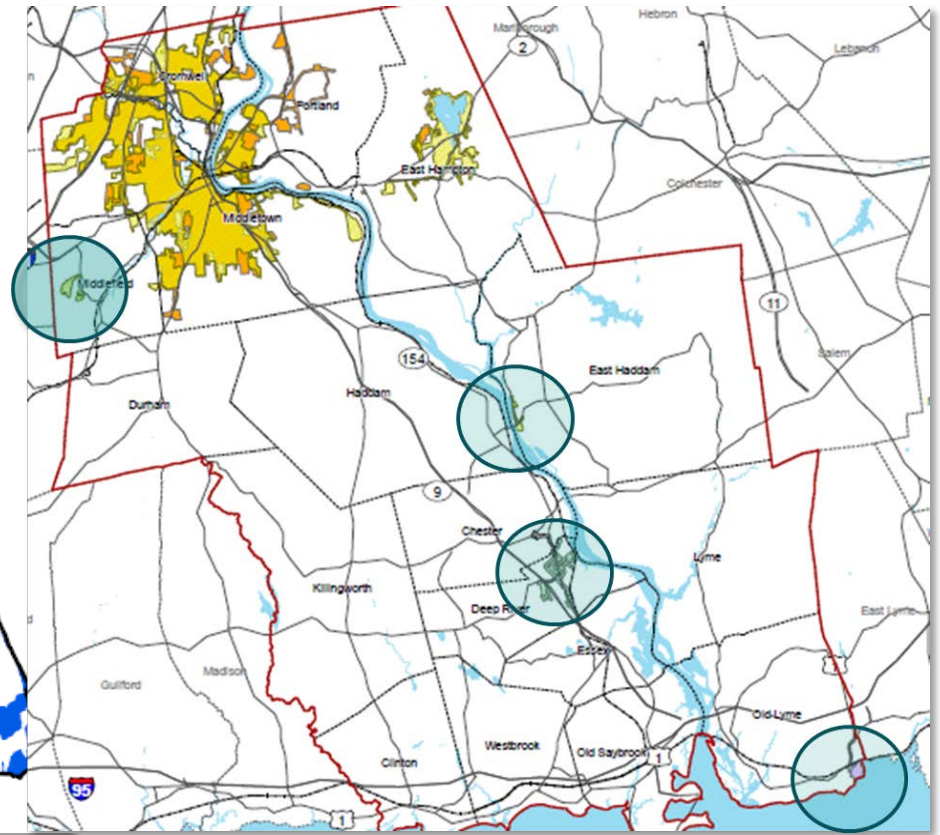 Hebron
Marlborough
2
Lebanon
Cromwell
Portland
East Hampton
Colchester
Middletown
Middlefield
11
154
Salem
East Haddam
Haddam
Durham
9
Chester
Lyme
Killingworth
Deep River
East Lyme
Essex
Madison
Guilford
1
Old Lyme
Westbrook
Old Saybrook
1
Clinton
95
1